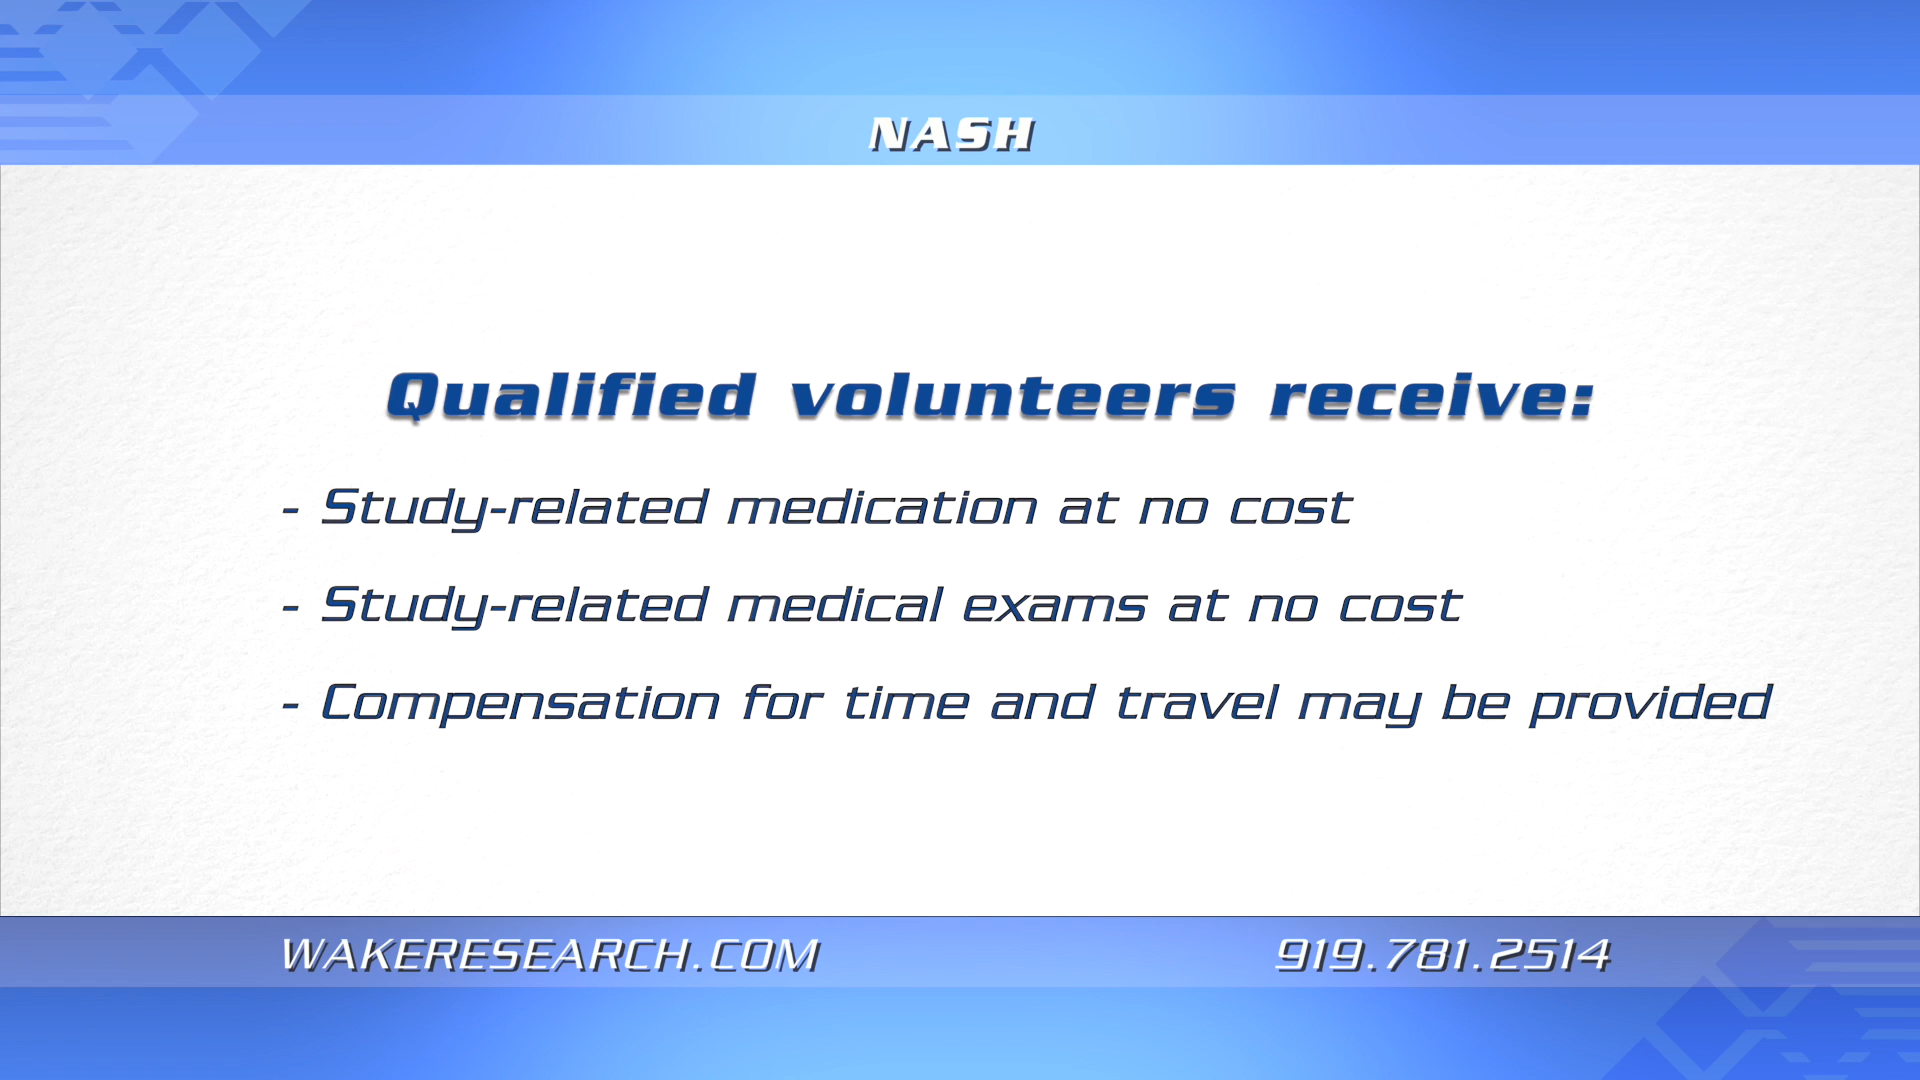 NASH
Qualified volunteers receive:
- Study-related medication at no cost
- Study-related medical exams at no cost
- Compensation for time and travel may be provided
WAKERESEARCH.COM
919.781.2514